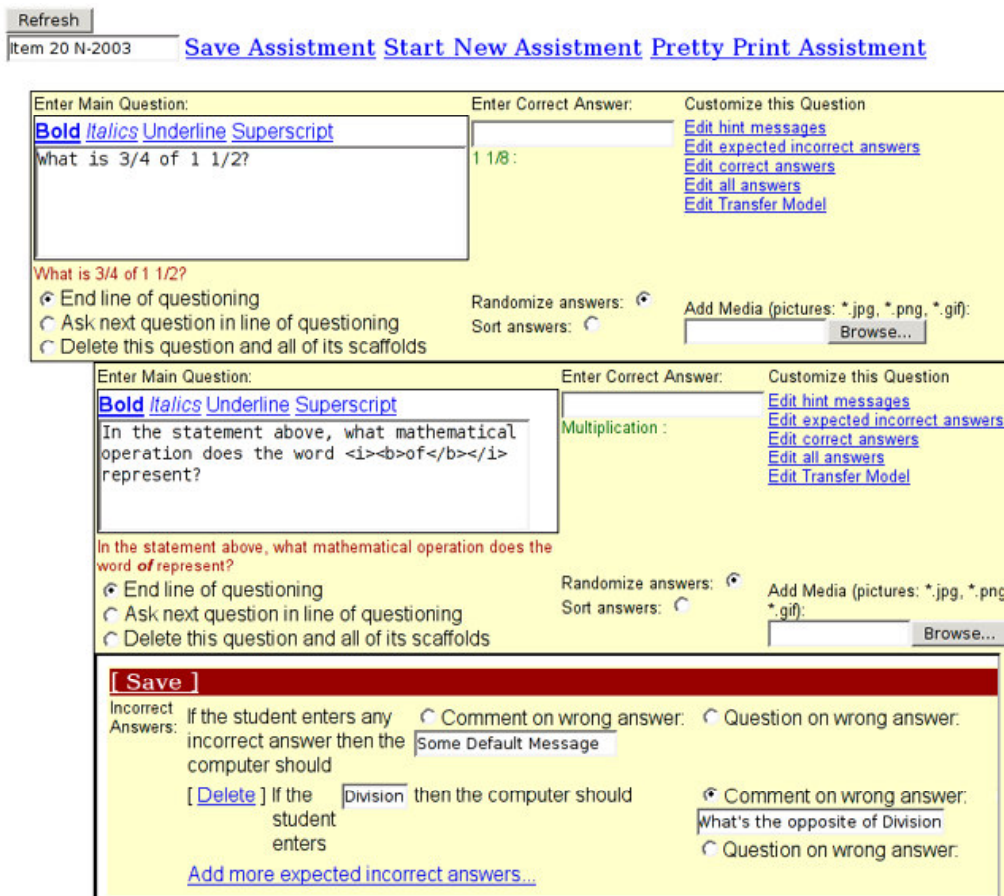 Refresh
Item 20 N-2003 Save Assistment Start New Assistment Pretty Print Assistment
Enter Main Question: Enter Correct Answer: Customize this Question
Bold Italics Underline Superscript Edit hint messages
What is 3/4 of 1 1/2? 1 1/8 : Edit expected incorrect answers
Edit correct answers
Edit all answers
Edit Transfer Model
What is 3/4 of 1 1/2?
End line of questioning Randomize answers: Add Media (pictures: *.jpg, *.png, *.gif):
Ask next question in line of questioning Sort answers: Browse...
Delete this question and all of its scaffolds
Enter Main Question: Enter Correct Answer: Customize this Question
Bold Italics Underline Superscript Edit hint messages
In the statement above, what mathematical Multiplication : Edit expected incorrect answers
operation does the word <i><b>of</b></i> Edit correct answers
represent? Edit all answers
Edit Transfer Model
In the statement above, what mathematical operation does the
word of represent?
End line of questioning Randomize answers: Add Media (pictures: *.jpg, *.png
Ask next question in line of questioning Sort answers: *.gif):
Delete this question and all of its scaffolds Browse...
[ Save ]
Incorrect If the student enters any Comment on wrong answer: Question on wrong answer:
Answers: incorrect answer then the Some Default Message
computer should
[ Delete ] If the Division then the computer should Comment on wrong answer:
student What's the opposite of Division
enters Question on wrong answer:
Add more expected incorrect answers...